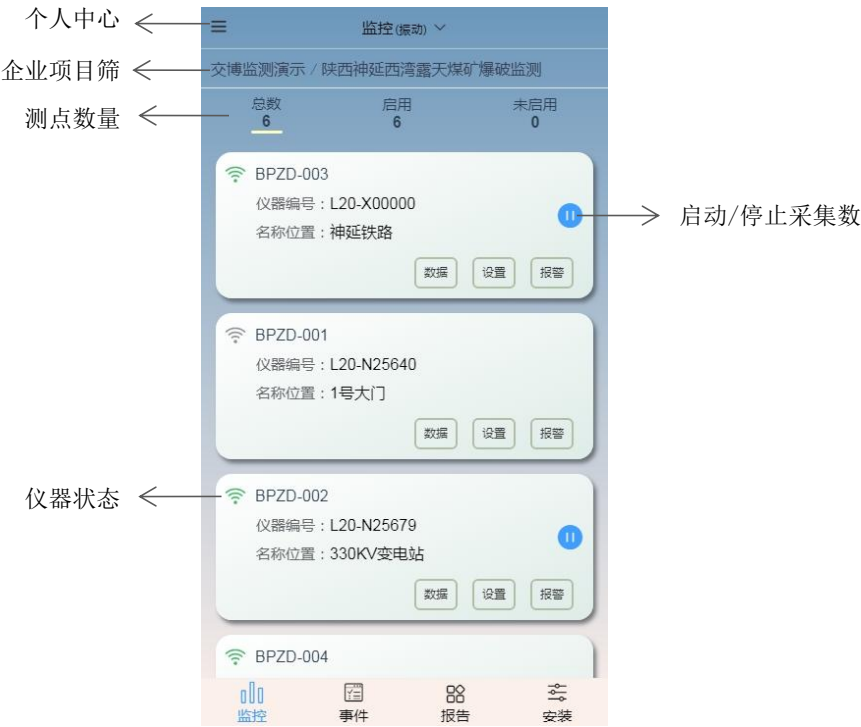 个人中心
监控(振动)
企业项目筛
交博监测演示 / 陕西神延西湾露天煤矿爆破监测
测点数量
总数 启用 未启用
6 6 0
BPZD-003
仪器编号：L20-X00000
名称位置：神延铁路
启动/停止采集数
数据 设置 报警
BPZD-001
仪器编号：L20-N25640
名称位置：1号大门
数据 设置 报警
仪器状态
BPZD-002
仪器编号：L20-N25679
名称位置：330KV变电站
数据 设置 报警
BPZD-004
监控 事件 报告 安装